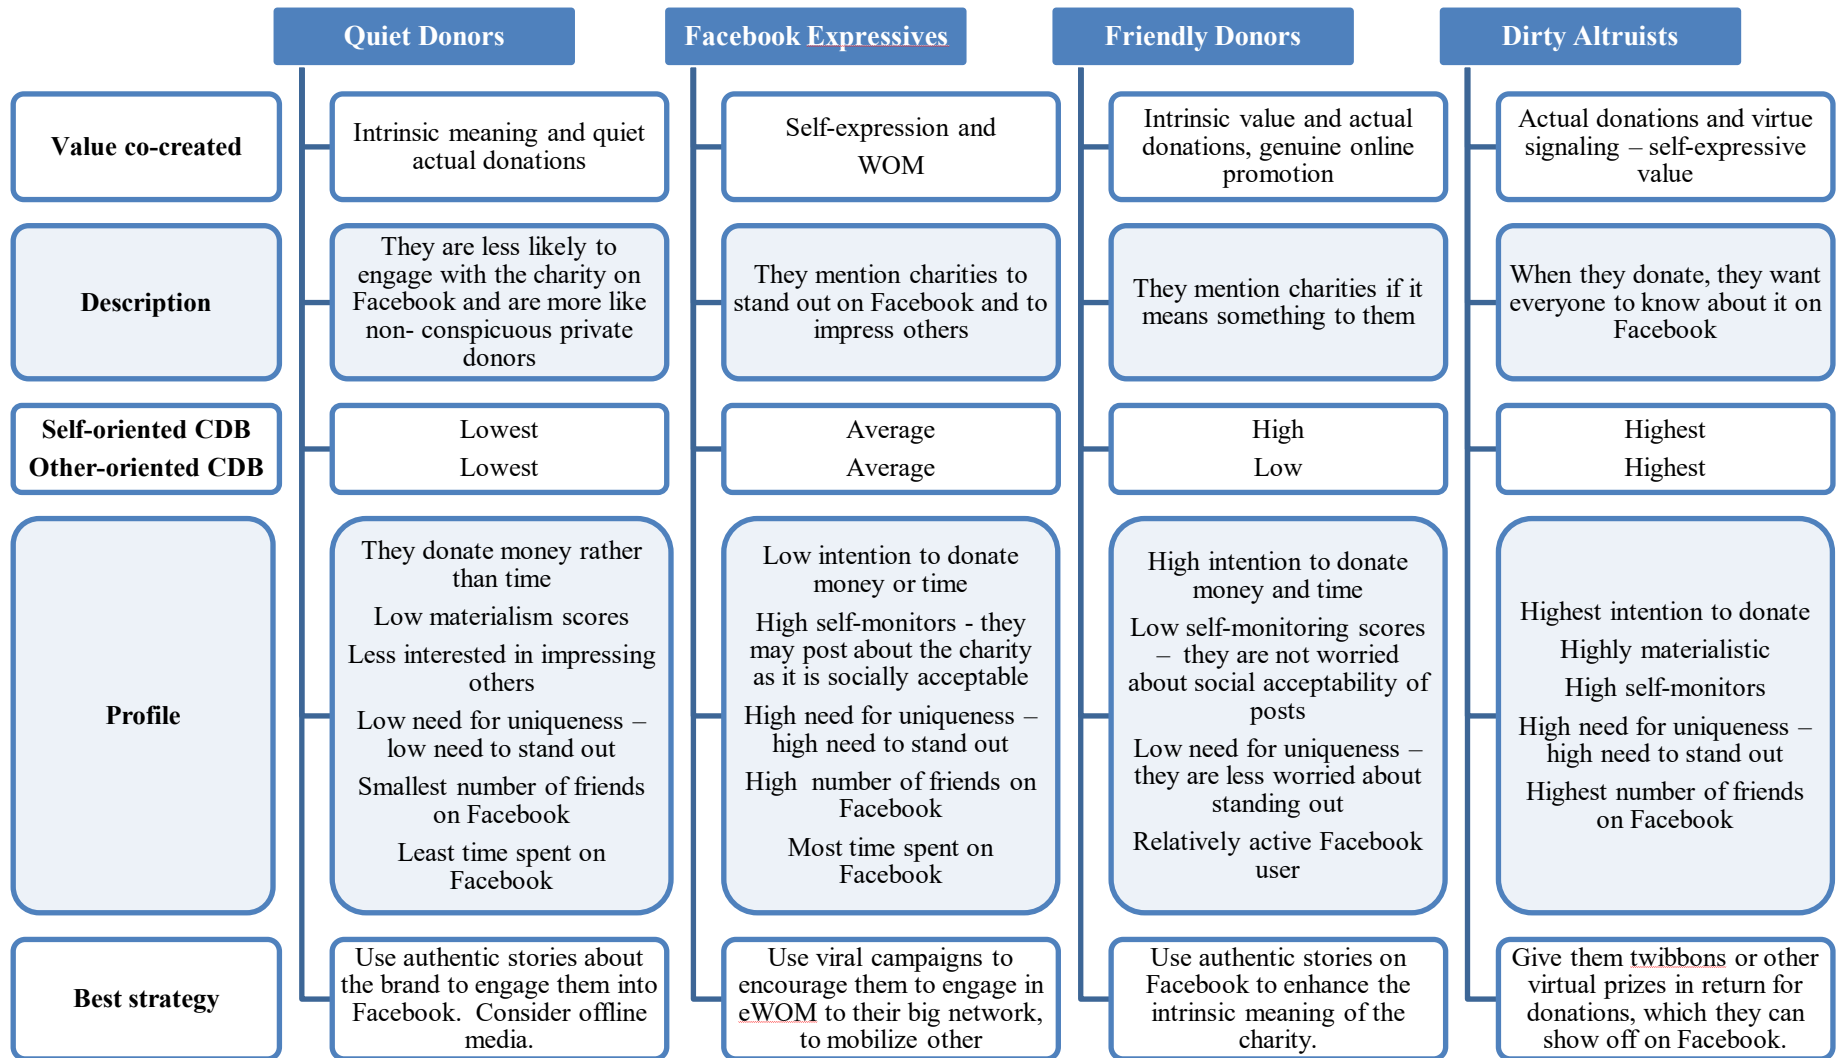 Quiet Donors
Facebook Expressives
Friendly Donors
Dirty Altruists
Value co-created
Intrinsic meaning and quiet
actual donations
Self-expression and
WOM
Intrinsic value and actual
donations, genuine online
promotion
Actual donations and virtue
signaling – self-expressive
value
Description
They are less likely to
engage with the charity on
Facebook and are more like
non- conspicuous private
donors
They mention charities to
stand out on Facebook and to
impress others
They mention charities if it
means something to them
When they donate, they want
everyone to know about it on
Facebook
Self-oriented CDB
Other-oriented CDB
Lowest
Lowest
Average
Average
High
Low
Highest
Highest
Profile
They donate money rather
than time
Low materialism scores
Less interested in impressing
others
Low need for uniqueness –
low need to stand out
Smallest number of friends
on Facebook
Least time spent on
Facebook
Low intention to donate
money or time
High self-monitors - they
may post about the charity
as it is socially acceptable
High need for uniqueness –
high need to stand out
High number of friends on
Facebook
Most time spent on
Facebook
High intention to donate
money and time
Low self-monitoring scores
– they are not worried
about social acceptability of
posts
Low need for uniqueness –
they are less worried about
standing out
Relatively active Facebook
user
Highest intention to donate
Highly materialistic
High self-monitors
High need for uniqueness –
high need to stand out
Highest number of friends
on Facebook
Best strategy
Use authentic stories about
the brand to engage them into
Facebook. Consider offline
media.
Use viral campaigns to
encourage them to engage in
eWOM to their big network,
to mobilize other
Use authentic stories on
Facebook to enhance the
intrinsic meaning of the
charity.
Give them twibbons or other
virtual prizes in return for
donations, which they can
show off on Facebook.